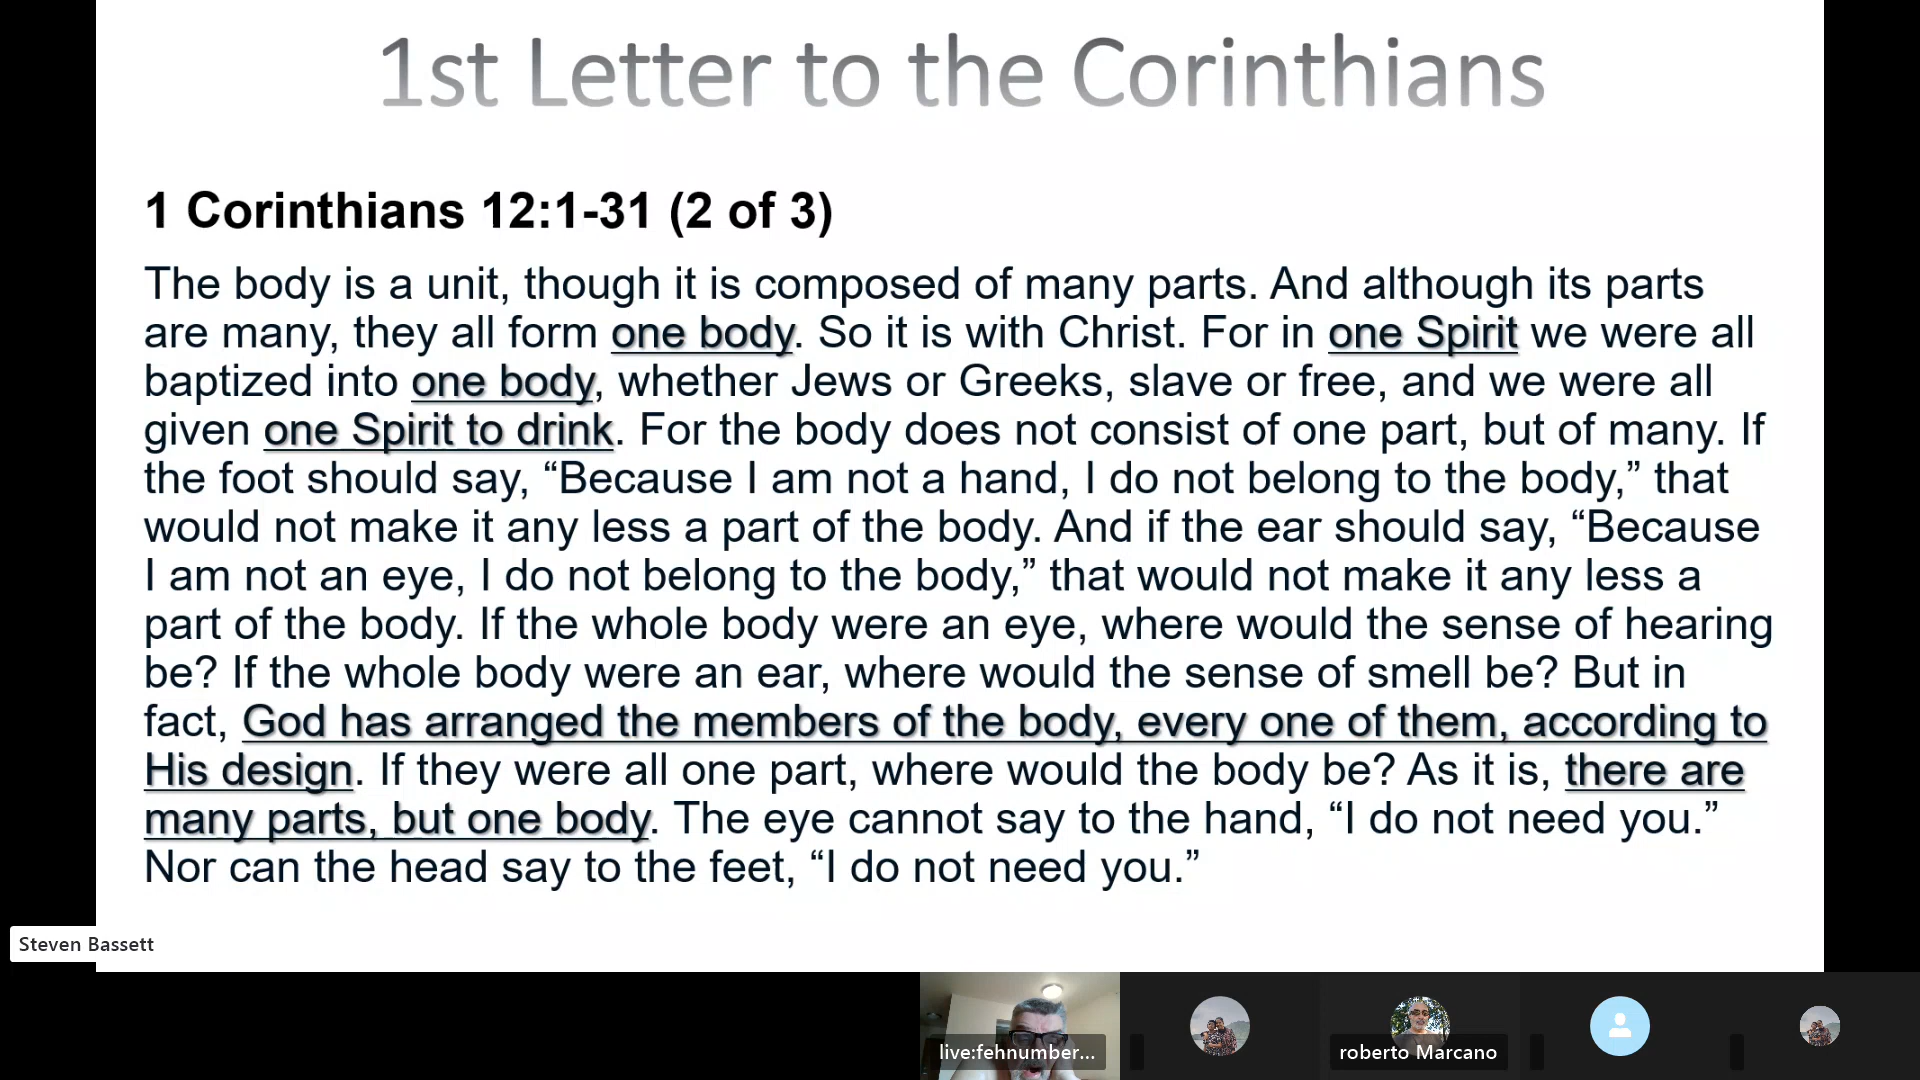 1st Letter to the Corinthians
1 Corinthians 12:1-31 (2 of 3)
The body is a unit, though it is composed of many parts. And although its parts
are many, they all form one body. So it is with Christ. For in one Spirit we were all
baptized into one body, whether Jews or Greeks, slave or free, and we were all
given one Spirit to drink. For the body does not consist of one part, but of many. If
the foot should say, “Because I am not a hand, I do not belong to the body,” that
would not make it any less a part of the body. And if the ear should say, “Because
I am not an eye, I do not belong to the body,” that would not make it any less a
part of the body. If the whole body were an eye, where would the sense of hearing
be? If the whole body were an ear, where would the sense of smell be? But in
fact, God has arranged the members of the body, every one of them, according to
His design. If they were all one part, where would the body be? As it is, there are
many parts, but one body. The eye cannot say to the hand, “I do not need you.”
Nor can the head say to the feet, “I do not need you.”
Steven Bassett
live:fehnumber...
roberto Marcano